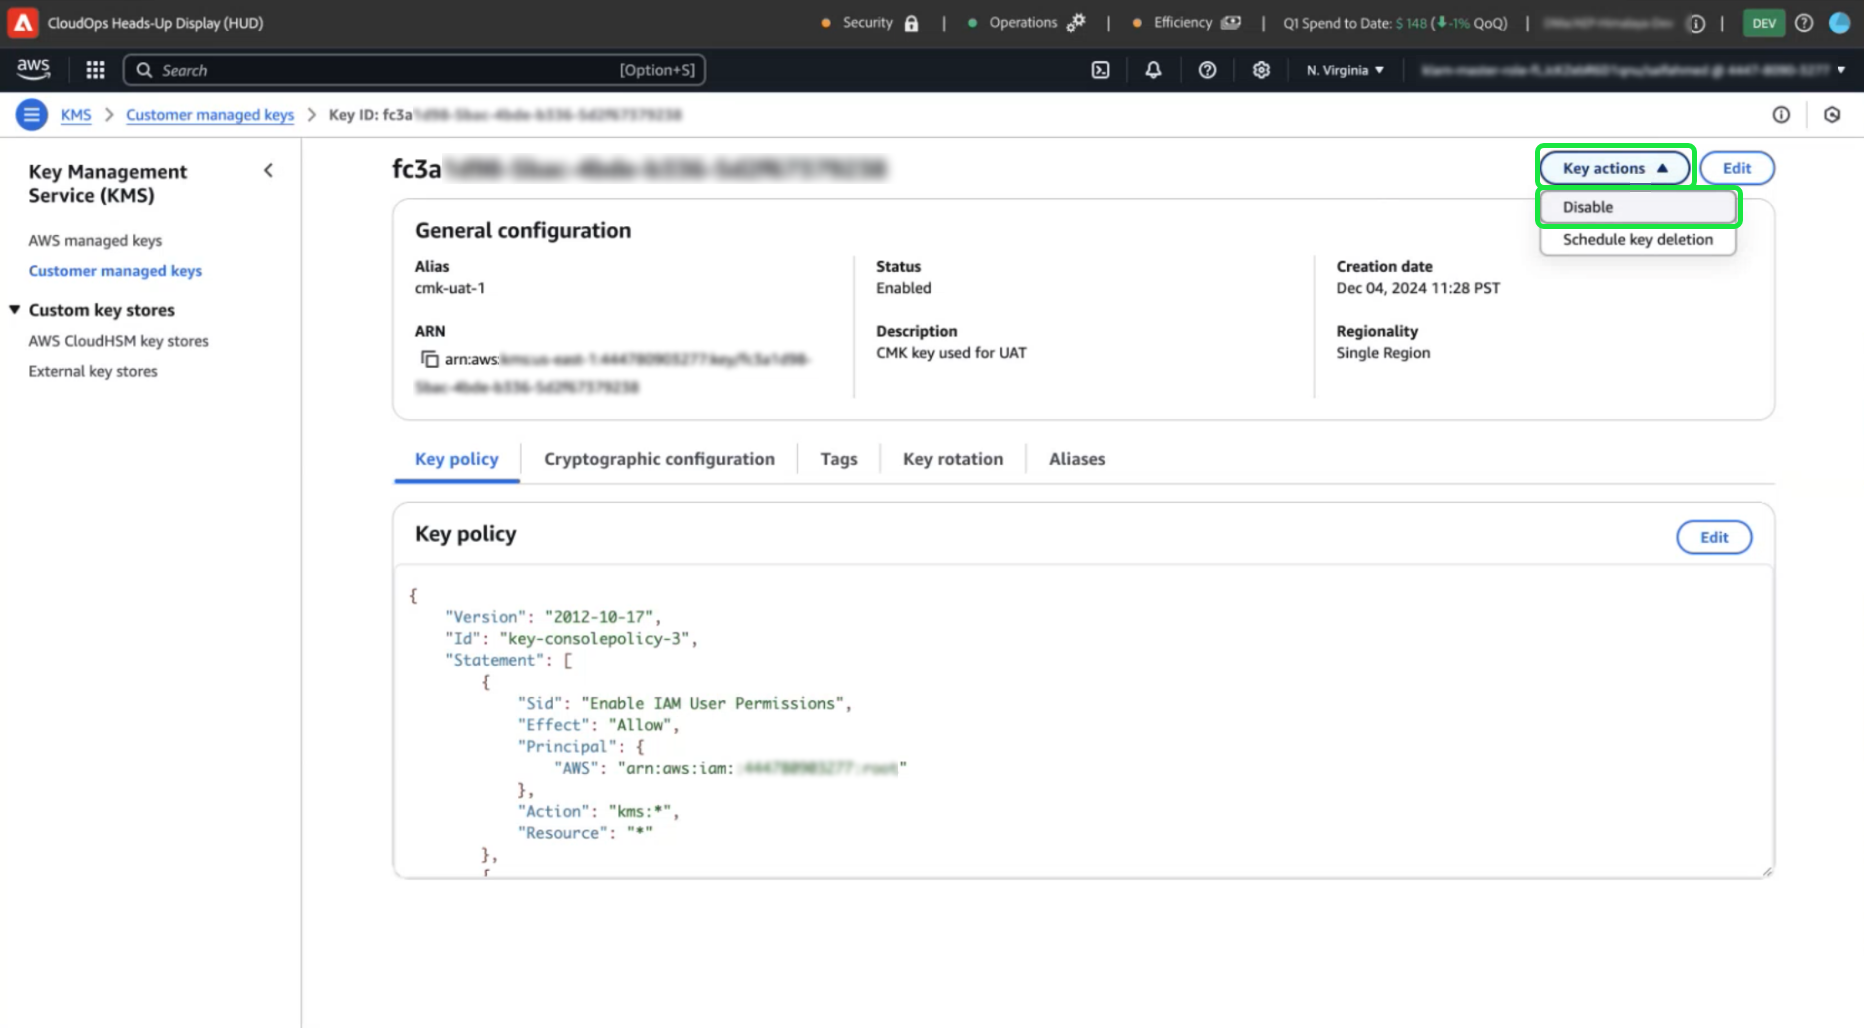 CloudOps Heads-Up Display (HUD)
Security | Operations | Efficiency | Q1 Spend to Date: $ 148 (-1% QoQ) | | DEV
aws Search [Option+S] N. Virginia
KMS > Customer managed keys > Key ID: fc3a
Key Management
Service (KMS)
AWS managed keys
Customer managed keys
Custom key stores
AWS CloudHSM key stores
External key stores
fc3a
Key actions
Edit
Disable
Schedule key deletion
General configuration
Alias
cmk-uat-1
ARN
arn:aws:
Status
Enabled
Description
CMK key used for UAT
Creation date
Dec 04, 2024 11:28 PST
Regionality
Single Region
Key policy
Cryptographic configuration
Tags
Key rotation
Aliases
Key policy
Edit
{
"Version": "2012-10-17",
"Id": "key-consolepolicy-3",
"Statement": [
{
"Sid": "Enable IAM User Permissions",
"Effect": "Allow",
"Principal": {
"AWS": "arn:aws:iam: "
},
"Action": "kms:*",
"Resource": "*"
},
{